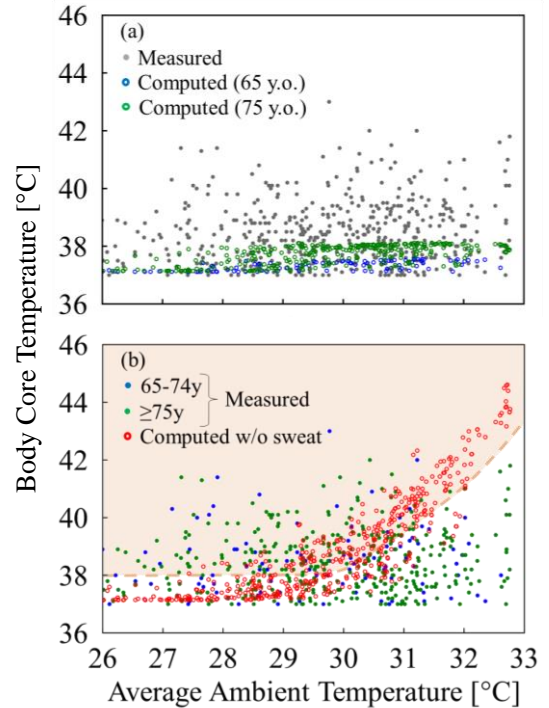 Body Core Temperature [°C]
46
44
42
40
38
36
(a)
Measured
Computed (65 y.o.)
Computed (75 y.o.)
46
44
42
40
38
36
(b)
65-74y
≥75y
Measured
Computed w/o sweat
26 27 28 29 30 31 32 33
Average Ambient Temperature [°C]